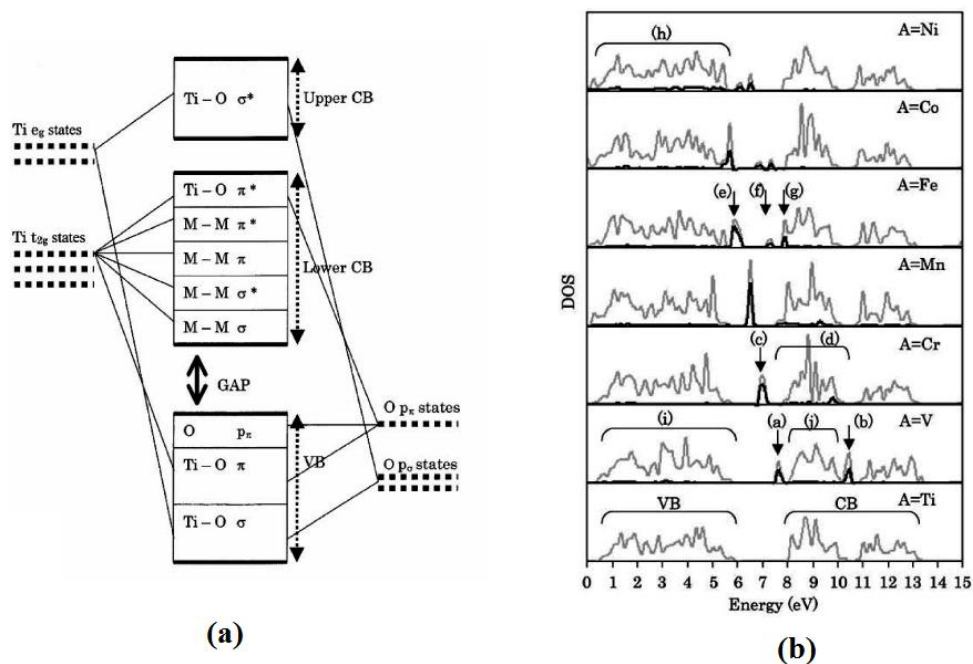 Ti – O σ*
Upper CB
Ti e_g states
Ti – O π*
M – M π*
Ti t_2g states
M – M π
Lower CB
M – M σ*
M – M σ
GAP
O p_π states
O p_π
Ti – O π
VB
O p_σ states
Ti – O σ
(a)
(h)
A=Ni
A=Co
(e) (f) (g)
A=Fe
A=Mn
(c) (d)
A=Cr
(i) (a) (j) (b)
A=V
VB CB
A=Ti
DOS
0 1 2 3 4 5 6 7 8 9 10 11 12 13 14 15
Energy (eV)
(b)